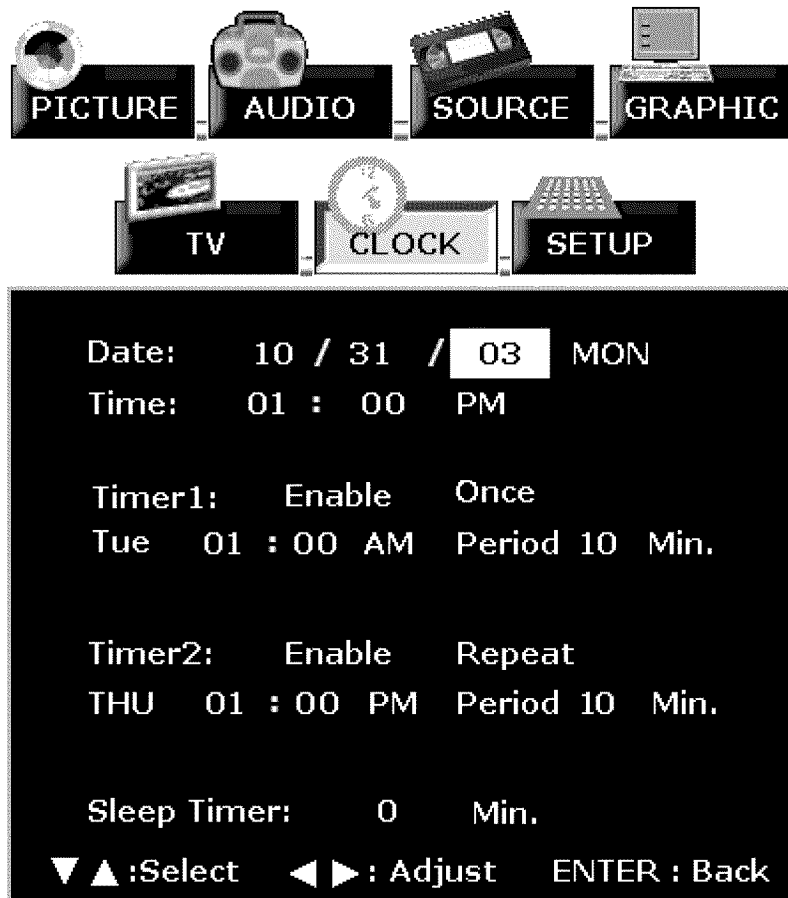 PICTURE AUDIO SOURCE GRAPHIC
TV CLOCK SETUP
Date: 10 / 31 / 03 MON
Time: 01 : 00 PM
Timer1: Enable Once
Tue 01 : 00 AM Period 10 Min.
Timer2: Enable Repeat
THU 01 : 00 PM Period 10 Min.
Sleep Timer: 0 Min.
▼▲:Select ◀▶: Adjust ENTER : Back